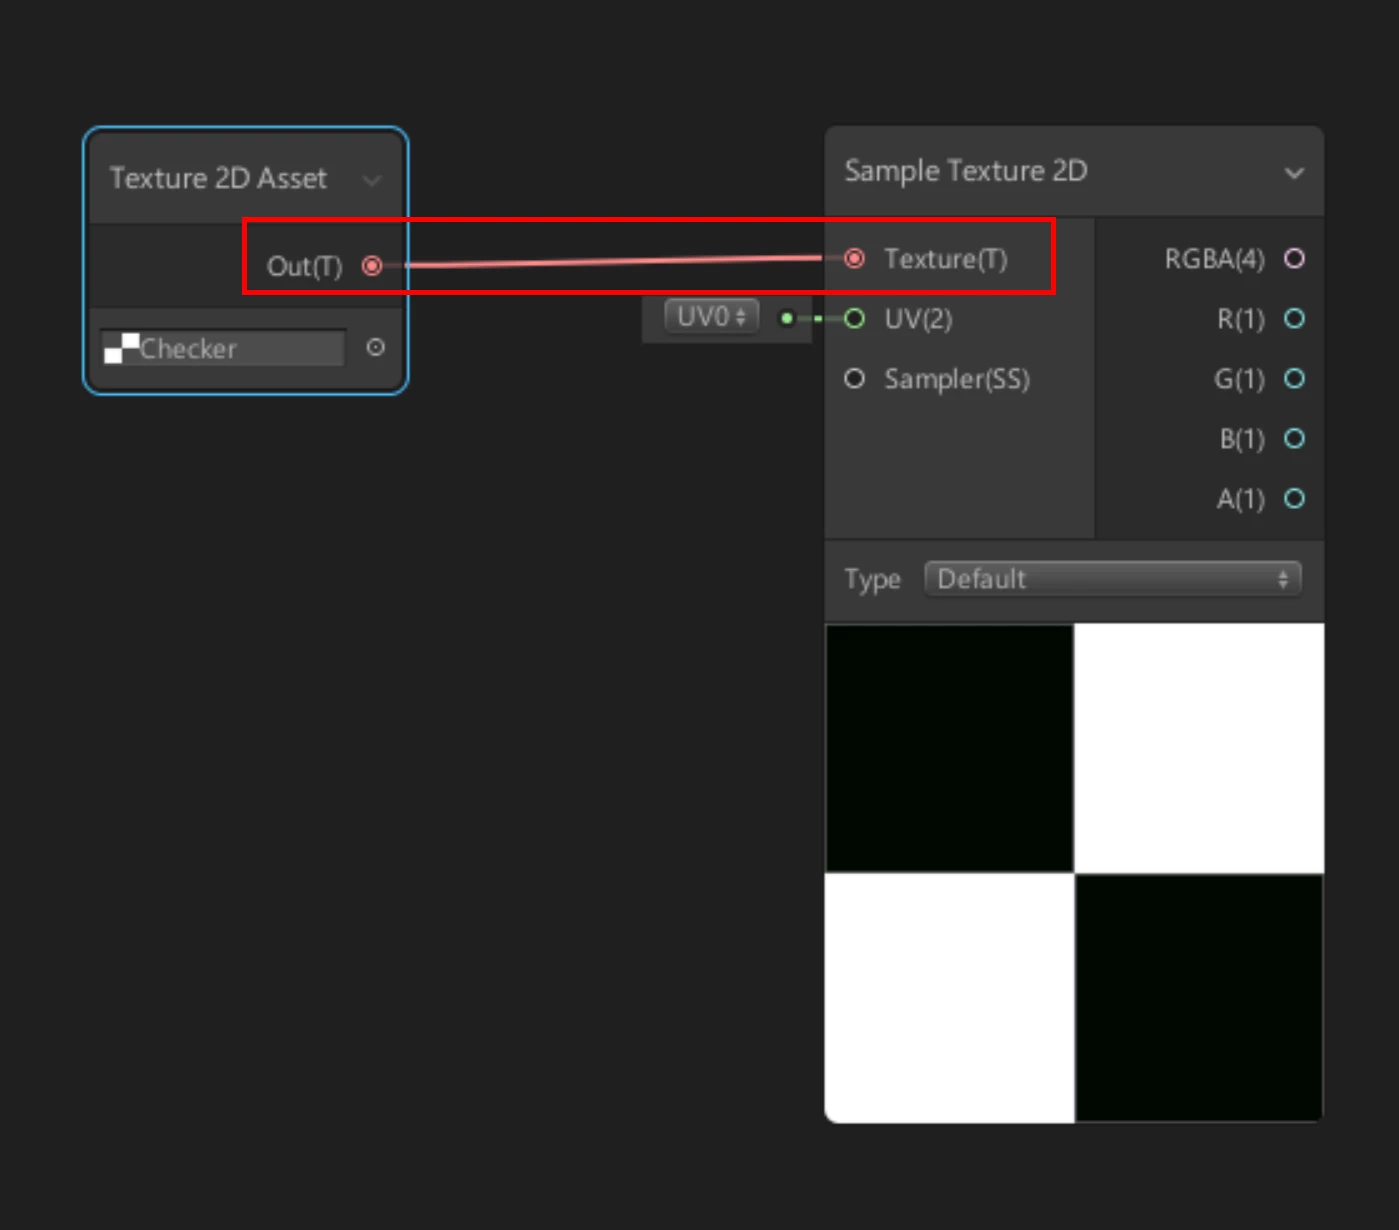 Texture 2D Asset
Out(T)
Checker
Sample Texture 2D
Texture(T)
RGBA(4)
UV0
UV(2)
R(1)
Sampler(SS)
G(1)
B(1)
A(1)
Type
Default